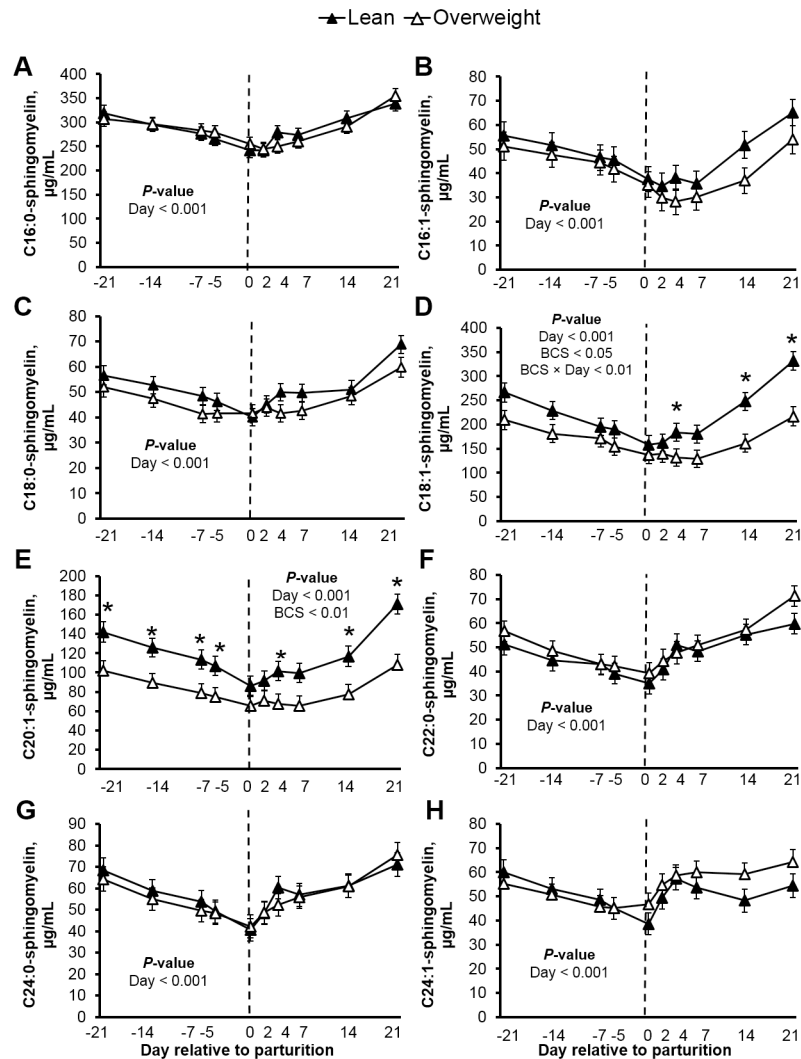 Lean Overweight
A
C16:0-sphingomyelin,
µg/mL
400
350
300
250
200
150
100
50
0
P-value
Day < 0.001
-21 -14 -7 -5 0 2 4 7 14 21
B
C16:1-sphingomyelin,
µg/mL
80
70
60
50
40
30
20
10
0
P-value
Day < 0.001
-21 -14 -7 -5 0 2 4 7 14 21
C
C18:0-sphingomyelin,
µg/mL
80
70
60
50
40
30
20
10
0
P-value
Day < 0.001
-21 -14 -7 -5 0 2 4 7 14 21
D
C18:1-sphingomyelin,
µg/mL
400
350
300
250
200
150
100
50
0
P-value
Day < 0.001
BCS < 0.05
BCS × Day < 0.01
* * *
-21 -14 -7 -5 0 2 4 7 14 21
E
C20:1-sphingomyelin,
µg/mL
200
180
160
140
120
100
80
60
40
20
0
P-value
Day < 0.001
BCS < 0.01
* * * * * * *
-21 -14 -7 -5 0 2 4 7 14 21
F
C22:0-sphingomyelin,
µg/mL
80
70
60
50
40
30
20
10
0
P-value
Day < 0.001
-21 -14 -7 -5 0 2 4 7 14 21
G
C24:0-sphingomyelin,
µg/mL
90
80
70
60
50
40
30
20
10
0
P-value
Day < 0.001
-21 -14 -7 -5 0 2 4 7 14 21
Day relative to parturition
H
C24:1-sphingomyelin,
µg/mL
80
70
60
50
40
30
20
10
0
P-value
Day < 0.001
-21 -14 -7 -5 0 2 4 7 14 21
Day relative to parturition